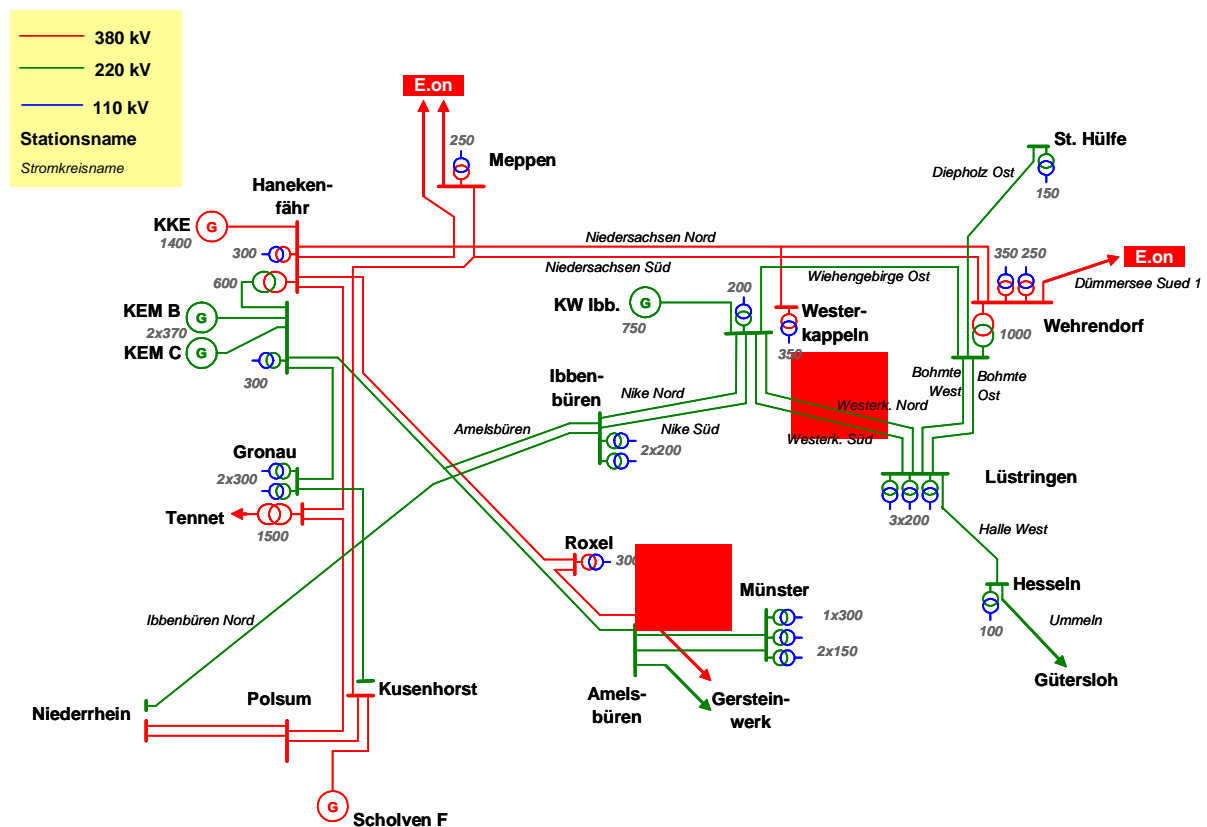 380 kV
220 kV
110 kV
Stationsname
Stromkreisname
E.on
250
Meppen
St. Hülfe
Diepholz Ost
150
Haneken-
fähr
KKE
G
1400
300
600
Niedersachsen Nord
Niedersachsen Süd
Wiehengebirge Ost
350
250
E.on
Dümmersee Sued 1
Wehrendorf
1000
KEM B
G
2x370
KEM C
G
300
KW Ibb.
G
750
200
Wester-
kappeln
350
Bohmte
West
Bohmte
Ost
Ibben-
büren
Nike Nord
Nike Süd
2x200
Amelsbüren
Westerk. Nord
Westerk. Süd
Lüstringen
3x200
Gronau
2x300
Tennet
1500
Halle West
Hesseln
100
Ummeln
Gütersloh
Roxel
300
Münster
1x300
2x150
Ibbenbüren Nord
Niederrhein
Polsum
Kusenhorst
Amels-
büren
Gerstein-
werk
G
Scholven F